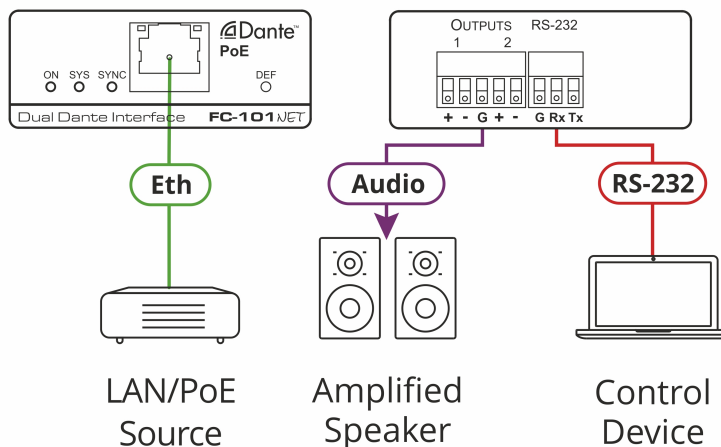 Dante™
PoE
ON SYS SYNC DEF
Dual Dante Interface FC-101NET
OUTPUTS RS-232
1 2
+ - G + - G Rx Tx
Eth
Audio
RS-232
LAN/PoE
Source
Amplified
Speaker
Control
Device